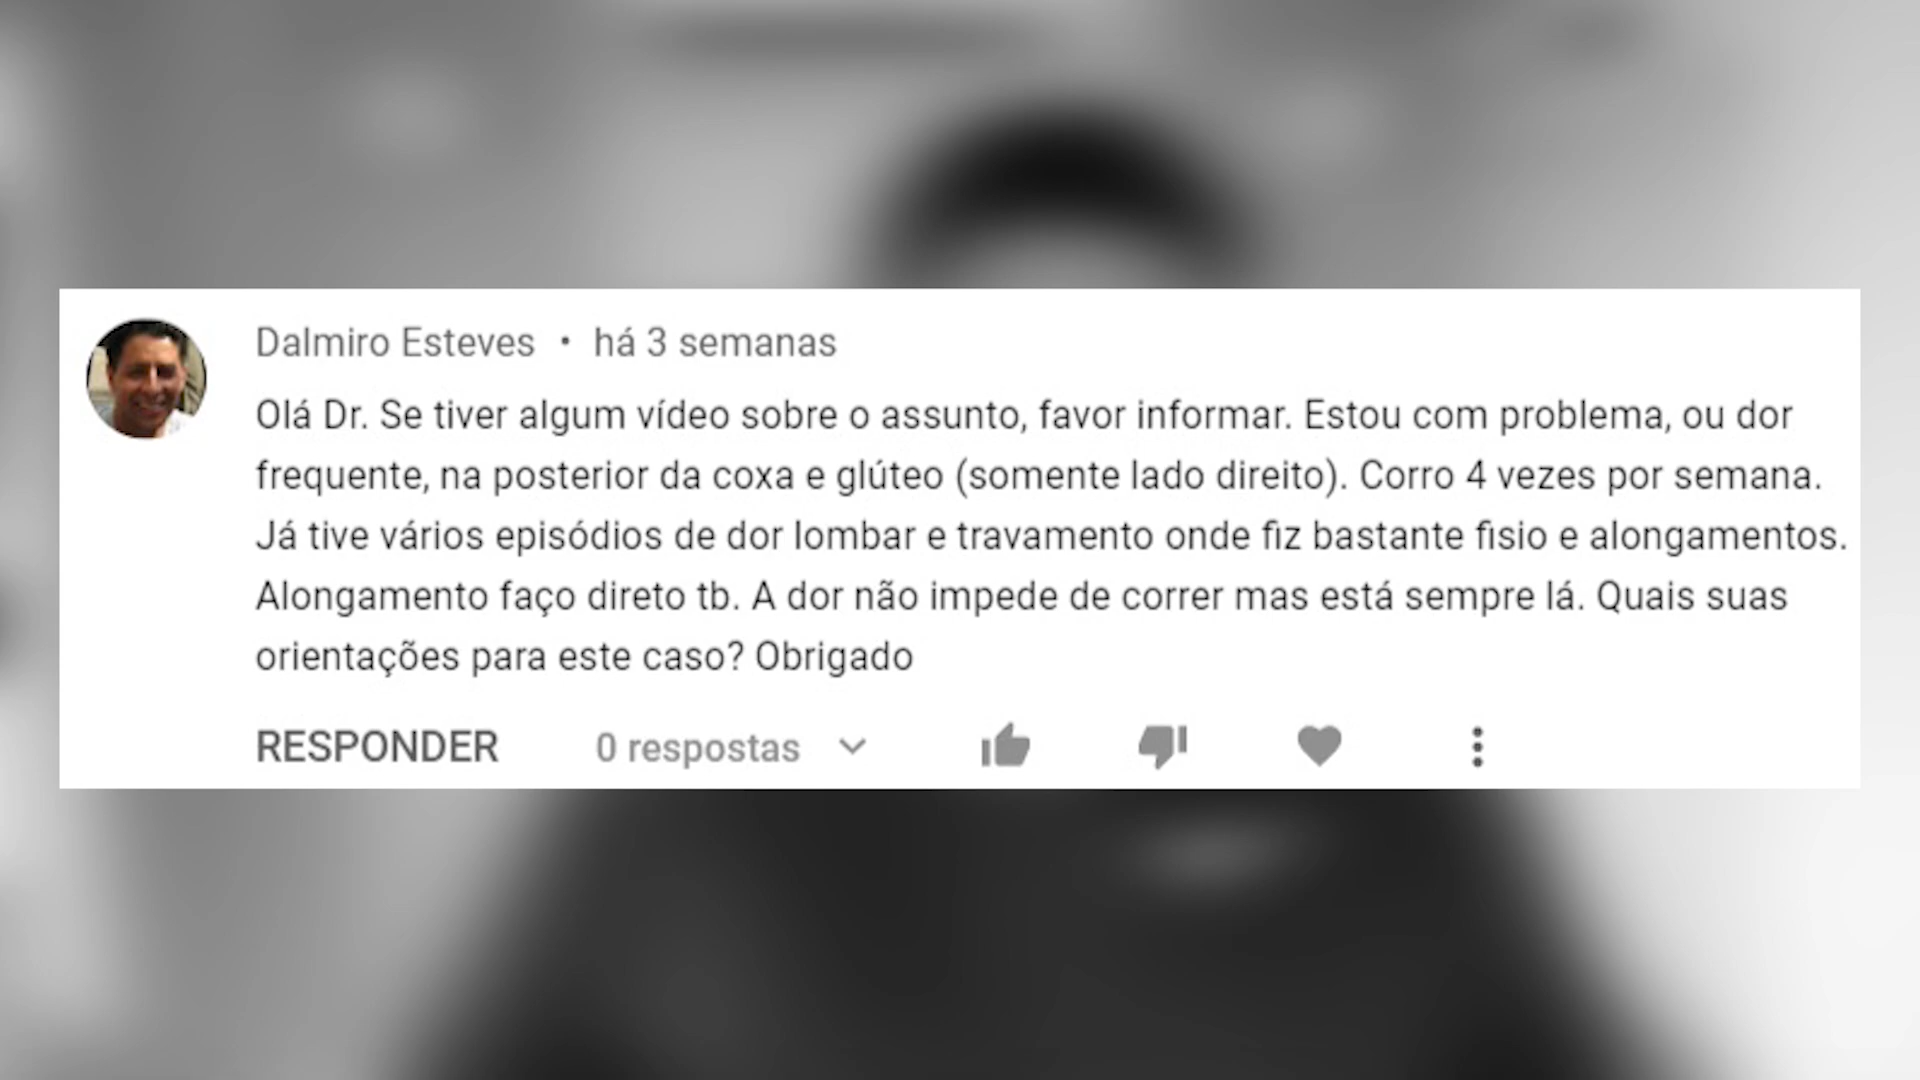 Dalmiro Esteves • há 3 semanas
Olá Dr. Se tiver algum vídeo sobre o assunto, favor informar. Estou com problema, ou dor
frequente, na posterior da coxa e glúteo (somente lado direito). Corro 4 vezes por semana.
Já tive vários episódios de dor lombar e travamento onde fiz bastante fisio e alongamentos.
Alongamento faço direto tb. A dor não impede de correr mas está sempre lá. Quais suas
orientações para este caso? Obrigado
RESPONDER 0 respostas